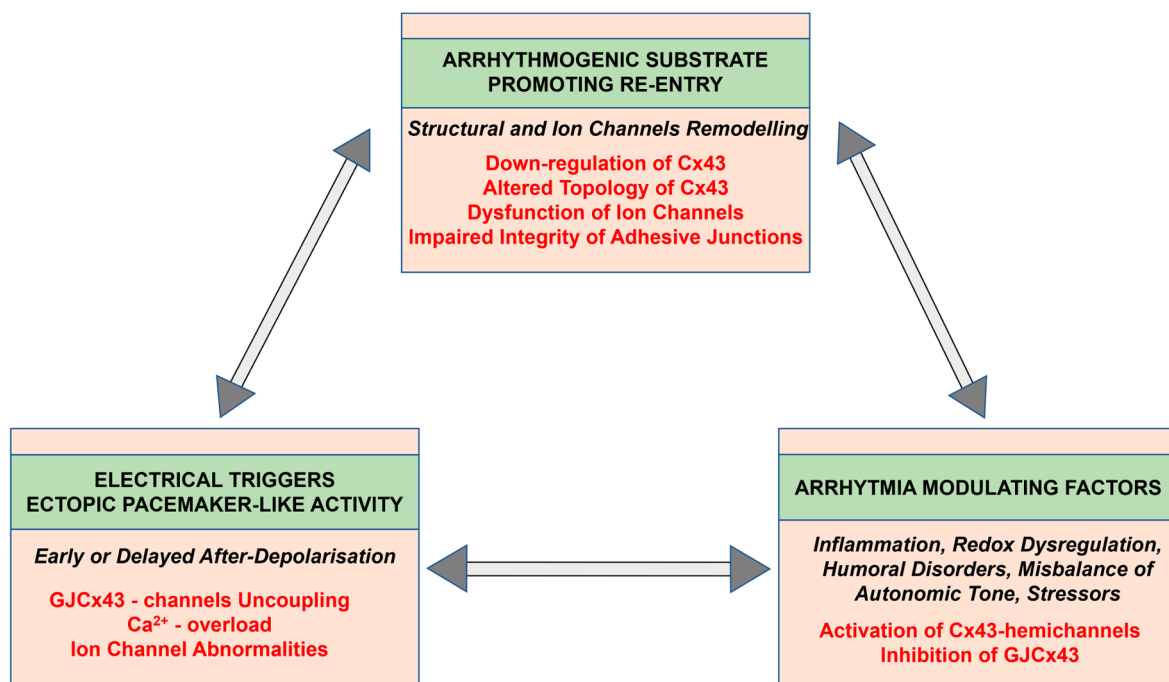 ARRHYTHMOGENIC SUBSTRATE
PROMOTING RE-ENTRY
Structural and Ion Channels Remodelling
Down-regulation of Cx43
Altered Topology of Cx43
Dysfunction of Ion Channels
Impaired Integrity of Adhesive Junctions
ELECTRICAL TRIGGERS
ECTOPIC PACEMAKER-LIKE ACTIVITY
Early or Delayed After-Depolarisation
GJCx43 - channels Uncoupling
Ca²⁺ - overload
Ion Channel Abnormalities
ARRHYTMIA MODULATING FACTORS
Inflammation, Redox Dysregulation,
Humoral Disorders, Misbalance of
Autonomic Tone, Stressors
Activation of Cx43-hemichannels
Inhibition of GJCx43